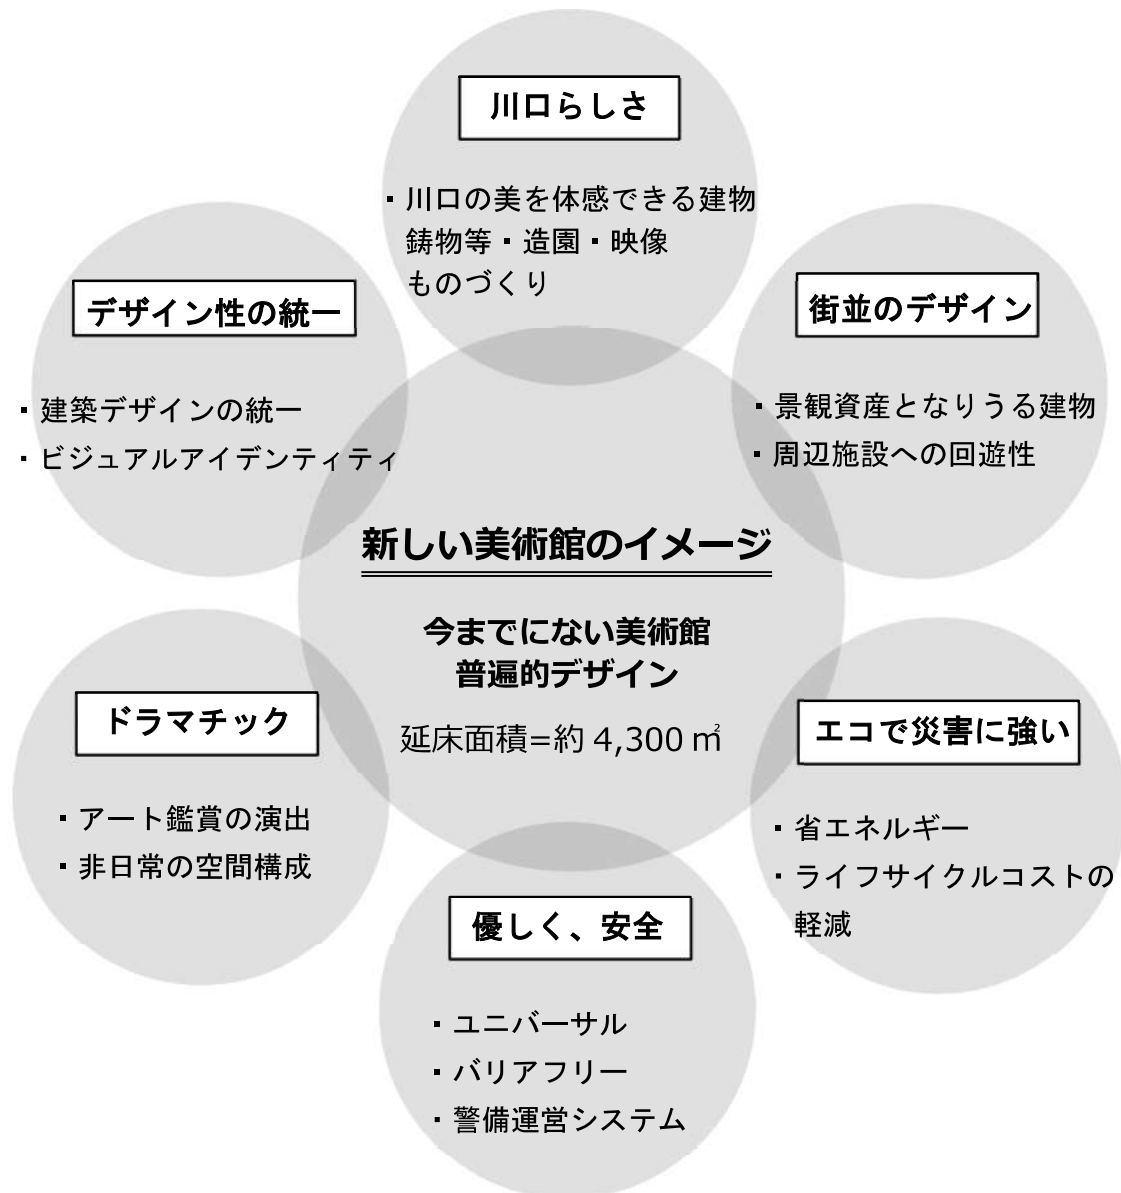 川口らしさ
・川口の美を体感できる建物
鋳物等・造園・映像
ものづくり
デザイン性の統一
・建築デザインの統一
・ビジュアルアイデンティティ
街並のデザイン
・景観資産となりうる建物
・周辺施設への回遊性
新しい美術館のイメージ
今までにない美術館
普遍的デザイン
延床面積=約 4,300 ㎡
ドラマチック
・アート鑑賞の演出
・非日常の空間構成
エコで災害に強い
・省エネルギー
・ライフサイクルコストの
軽減
優しく、安全
・ユニバーサル
・バリアフリー
・警備運営システム